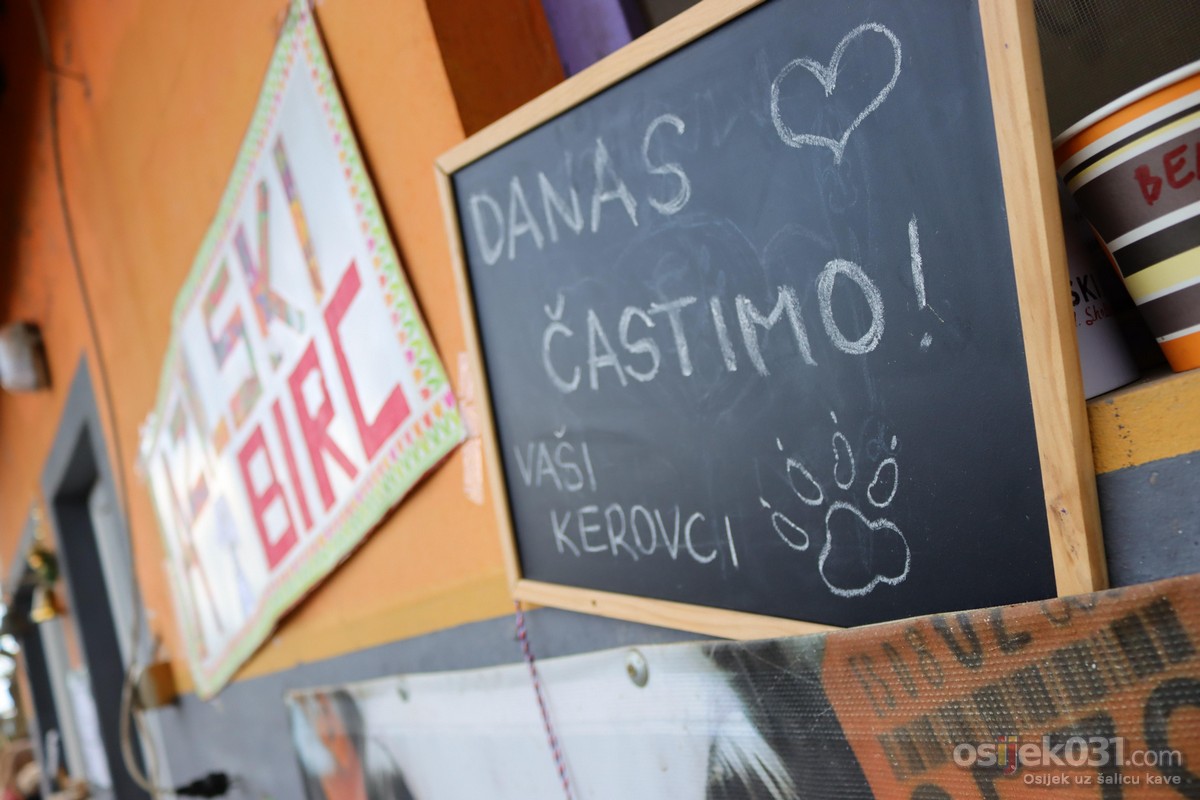 DANAS
ČASTIMO!
VAŠI
KEROVCI
BIRC
osijek031.com
Osijek uz šalicu kave